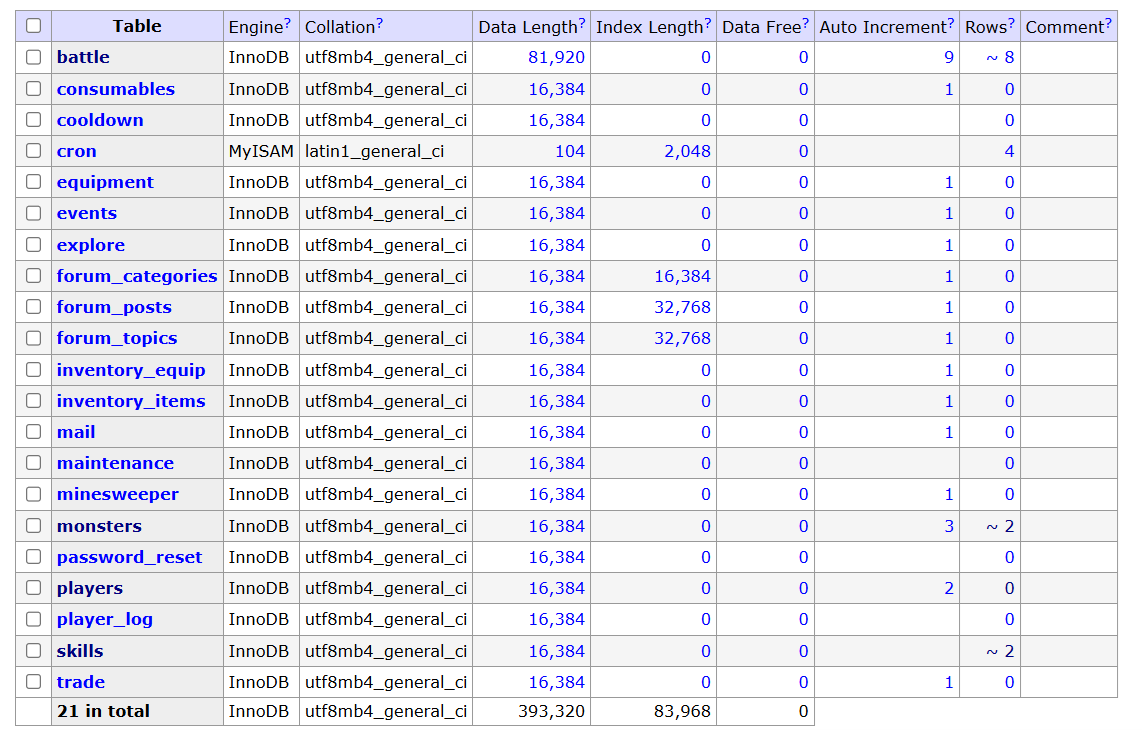 Table Engine? Collation? Data Length? Index Length? Data Free? Auto Increment? Rows? Comment?
battle InnoDB utf8mb4_general_ci 81,920 0 0 9 ~ 8
consumables InnoDB utf8mb4_general_ci 16,384 0 0 1 0
cooldown InnoDB utf8mb4_general_ci 16,384 0 0 0
cron MyISAM latin1_general_ci 104 2,048 0 4
equipment InnoDB utf8mb4_general_ci 16,384 0 0 1 0
events InnoDB utf8mb4_general_ci 16,384 0 0 1 0
explore InnoDB utf8mb4_general_ci 16,384 0 0 1 0
forum_categories InnoDB utf8mb4_general_ci 16,384 16,384 0 1 0
forum_posts InnoDB utf8mb4_general_ci 16,384 32,768 0 1 0
forum_topics InnoDB utf8mb4_general_ci 16,384 32,768 0 1 0
inventory_equip InnoDB utf8mb4_general_ci 16,384 0 0 1 0
inventory_items InnoDB utf8mb4_general_ci 16,384 0 0 1 0
mail InnoDB utf8mb4_general_ci 16,384 0 0 1 0
maintenance InnoDB utf8mb4_general_ci 16,384 0 0 0
minesweeper InnoDB utf8mb4_general_ci 16,384 0 0 1 0
monsters InnoDB utf8mb4_general_ci 16,384 0 0 3 ~ 2
password_reset InnoDB utf8mb4_general_ci 16,384 0 0 0
players InnoDB utf8mb4_general_ci 16,384 0 0 2 0
player_log InnoDB utf8mb4_general_ci 16,384 0 0 0
skills InnoDB utf8mb4_general_ci 16,384 0 0 ~ 2
trade InnoDB utf8mb4_general_ci 16,384 0 0 1 0
21 in total InnoDB utf8mb4_general_ci 393,320 83,968 0